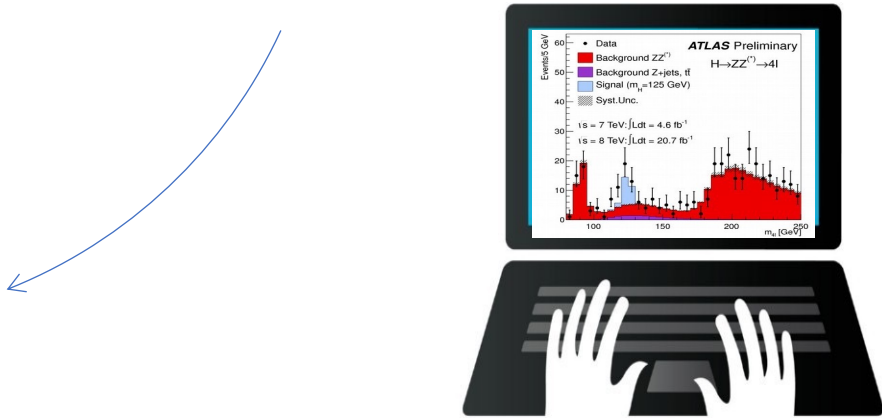 Events/5 GeV
60
50
40
30
20
10
0
Data
Background ZZ(*)
Background Z+jets, tt̄
Signal (mH=125 GeV)
Syst.Unc.
ATLAS Preliminary
H→ZZ(*)→4l
√s = 7 TeV:∫Ldt = 4.6 fb-1
√s = 8 TeV:∫Ldt = 20.7 fb-1
100 150 200 250
m4l [GeV]